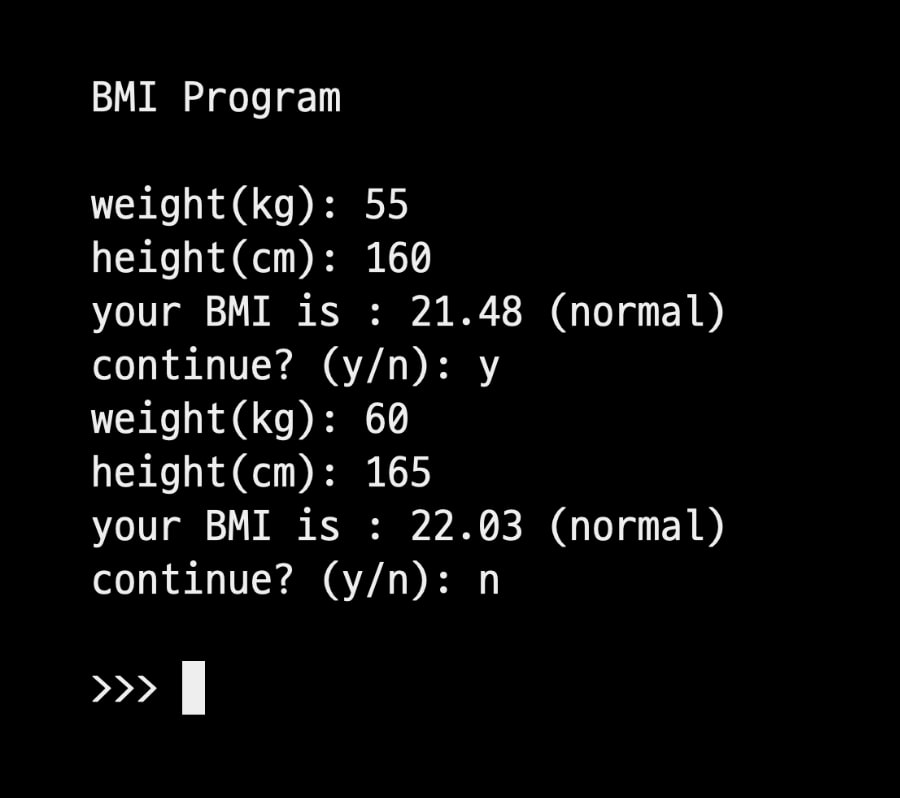 BMI Program
weight(kg): 55
height(cm): 160
your BMI is : 21.48 (normal)
continue? (y/n): y
weight(kg): 60
height(cm): 165
your BMI is : 22.03 (normal)
continue? (y/n): n
>>>